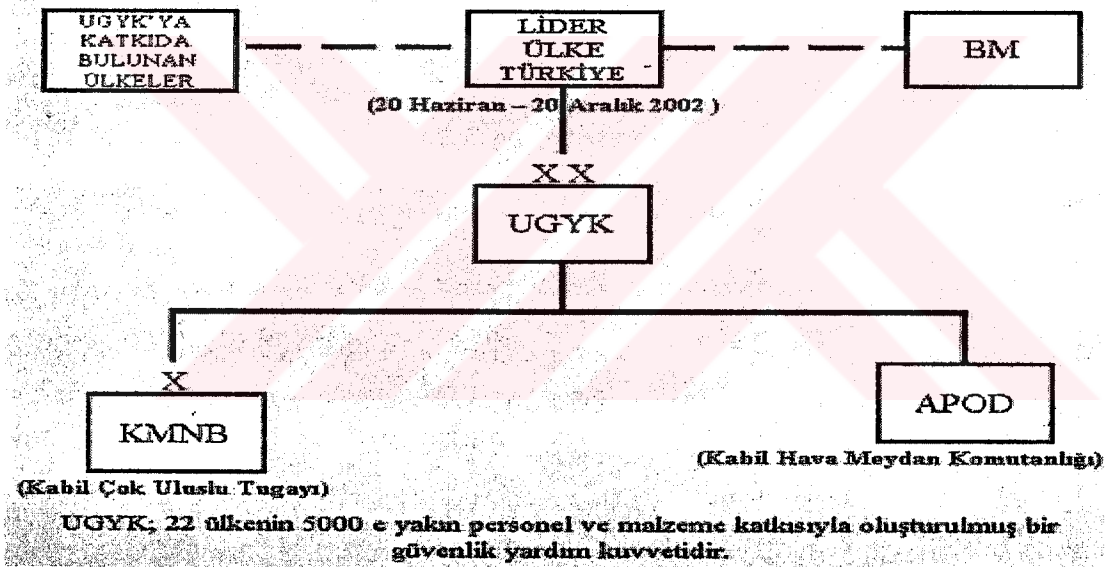 UGYK'YA
KATKIDA
BULUNAN
ÜLKELER
LİDER
ÜLKE
TÜRKİYE
BM
(20 Haziran – 20 Aralık 2002 )
X X
UGYK
X
KMNB
APOD
(Kabil Hava Meydan Komutanlığı)
(Kabil Çok Uluslu Tugayı)
UGYK; 22 ülkenin 5000 e yakın personel ve malzeme katkısıyla oluşturulmuş bir
güvenlik yardım kuvvetidir.